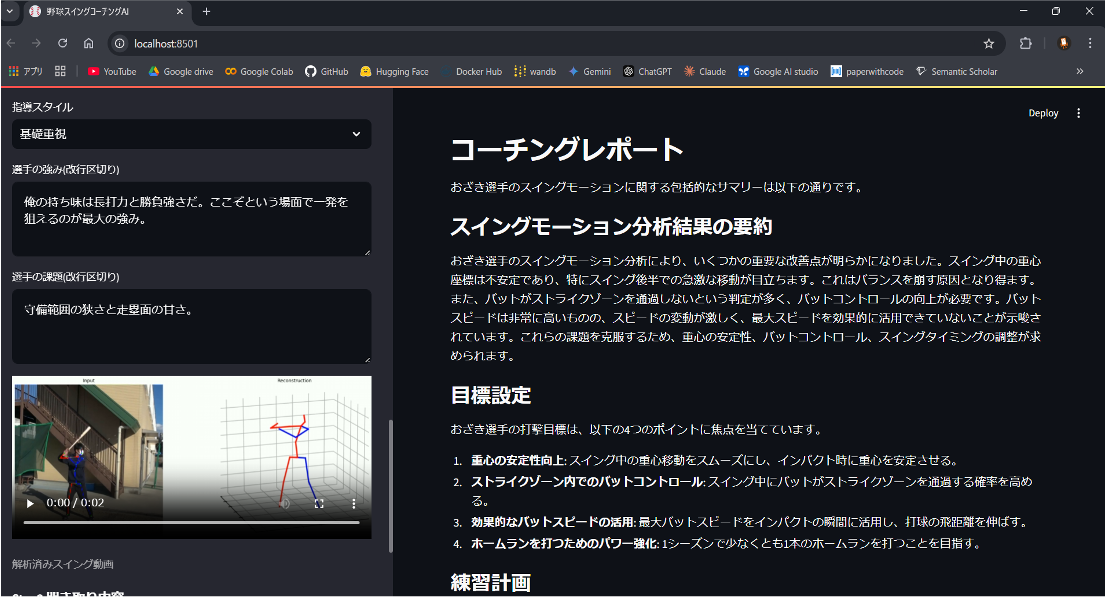 野球スイングコーチングAI
localhost:8501
アプリ
YouTube
Google drive
Google Colab
GitHub
Hugging Face
Docker Hub
wandb
Gemini
ChatGPT
Claude
Google AI studio
paperwithcode
Semantic Scholar
指導スタイル
基礎重視
選手の強み(改行区切り)
俺の持ち味は長打力と勝負強さだ。ここぞという場面で一発を
狙えるのが最大の強み。
選手の課題(改行区切り)
守備範囲の狭さと走塁面の甘さ。
Input
Reconstruction
0:00 / 0:02
解析済みスイング動画
Deploy
コーチングレポート
おざき選手のスイングモーションに関する包括的なサマリーは以下の通りです。
スイングモーション分析結果の要約
おざき選手のスイングモーション分析により、いくつかの重要な改善点が明らかになりました。スイング中の重心
座標は不安定であり、特にスイング後半での急激な移動が目立ちます。これはバランスを崩す原因となり得ます。
また、バットがストライクゾーンを通過しないという判定が多く、バットコントロールの向上が必要です。バット
スピードは非常に高いものの、スピードの変動が激しく、最大スピードを効果的に活用できていないことが示唆さ
れています。これらの課題を克服するため、重心の安定性、バットコントロール、スイングタイミングの調整が求
められます。
目標設定
おざき選手の打撃目標は、以下の4つのポイントに焦点を当てています。
1. 重心の安定性向上: スイング中の重心移動をスムーズにし、インパクト時に重心を安定させる。
2. ストライクゾーン内でのバットコントロール: スイング中にバットがストライクゾーンを通過する確率を高め
る。
3. 効果的なバットスピードの活用: 最大バットスピードをインパクトの瞬間に活用し、打球の飛距離を伸ばす。
4. ホームランを打つためのパワー強化: 1シーズンで少なくとも1本のホームランを打つことを目指す。
練習計画